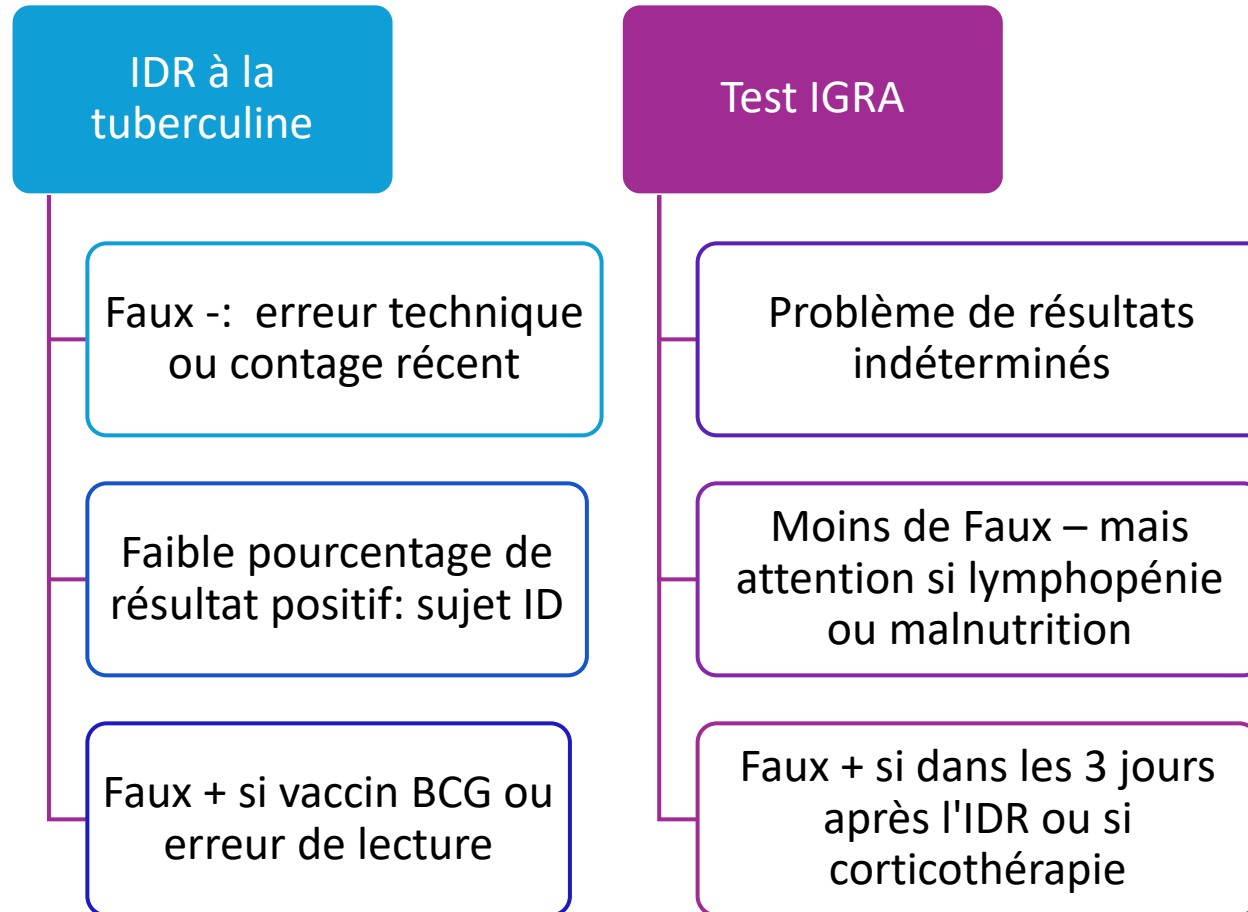 IDR à la
tuberculine
Faux -:  erreur technique
ou contage récent
Faible pourcentage de
résultat positif: sujet ID
Faux + si vaccin BCG ou
erreur de lecture
Test IGRA
Problème de résultats
indéterminés
Moins de Faux – mais
attention si lymphopénie
ou malnutrition
Faux + si dans les 3 jours
après l'IDR ou si
corticothérapie